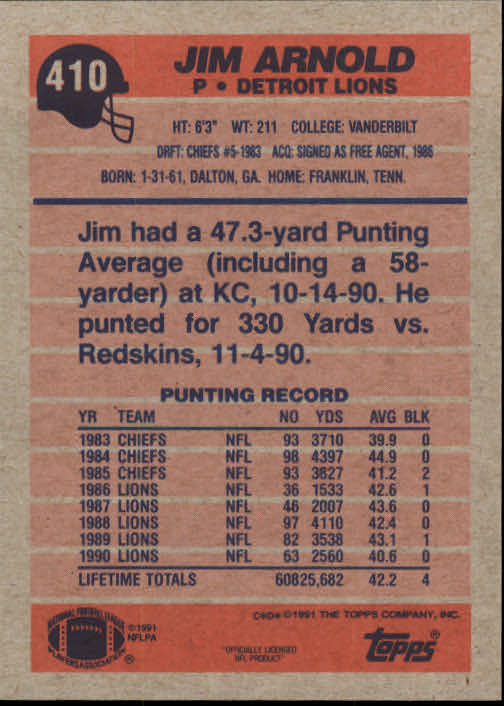 410
JIM ARNOLD
P • DETROIT LIONS
HT: 6'3" WT: 211 COLLEGE: VANDERBILT
DRFT: CHIEFS #5-1983 ACQ: SIGNED AS FREE AGENT, 1986
BORN: 1-31-61, DALTON, GA. HOME: FRANKLIN, TENN.
Jim had a 47.3-yard Punting
Average (including a 58-
yarder) at KC, 10-14-90. He
punted for 330 Yards vs.
Redskins, 11-4-90.
PUNTING RECORD
YR TEAM NO YDS AVG BLK
1983 CHIEFS NFL 93 3710 39.9 0
1984 CHIEFS NFL 98 4397 44.9 0
1985 CHIEFS NFL 93 3827 41.2 2
1986 LIONS NFL 36 1533 42.6 1
1987 LIONS NFL 46 2007 43.6 0
1988 LIONS NFL 97 4110 42.4 0
1989 LIONS NFL 82 3538 43.1 1
1990 LIONS NFL 63 2560 40.6 0
LIFETIME TOTALS 60825,682 42.2 4
NATIONAL FOOTBALL LEAGUE
PLAYERS ASSOCIATION ®
©1991
NFLPA
C*D* ©1991 THE TOPPS COMPANY, INC.
"OFFICIALLY LICENSED
NFL PRODUCT"
topps®